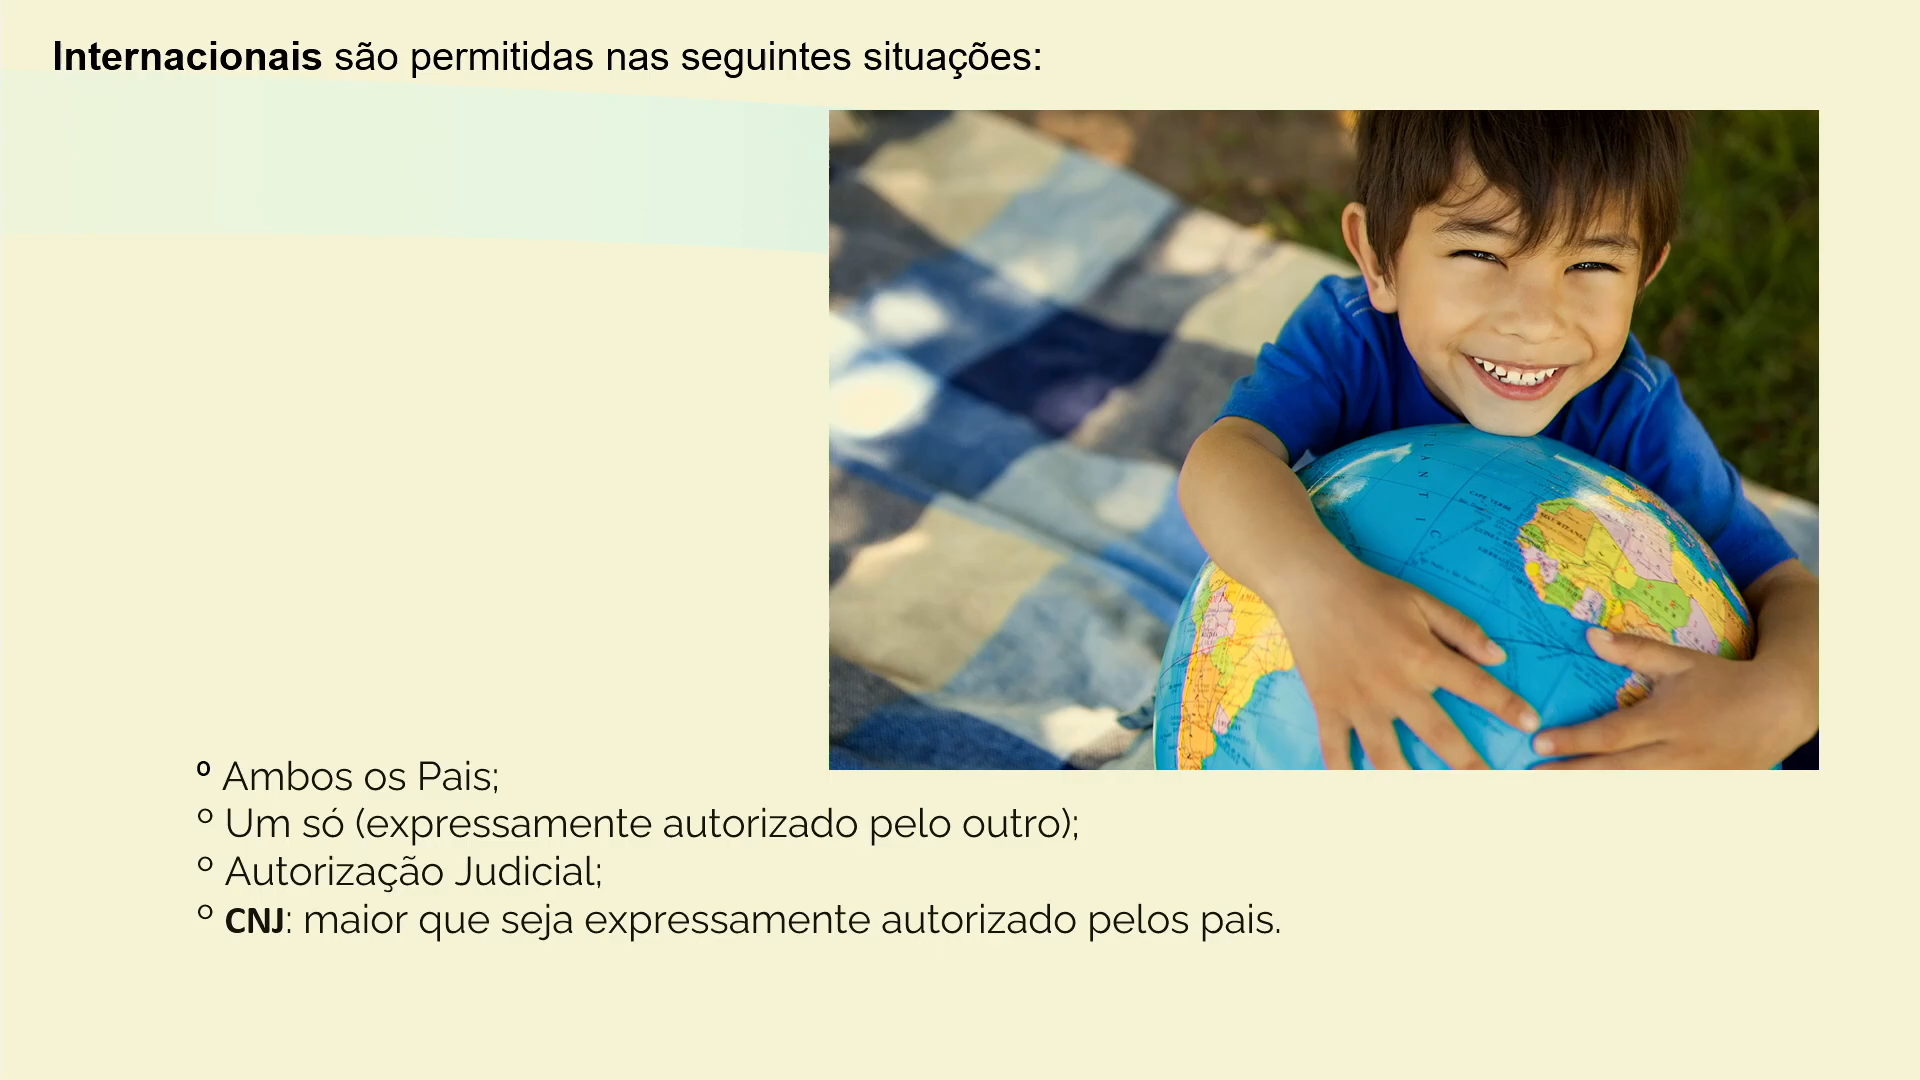 Internacionais são permitidas nas seguintes situações:
º Ambos os Pais;
º Um só (expressamente autorizado pelo outro);
º Autorização Judicial;
º CNJ: maior que seja expressamente autorizado pelos pais.